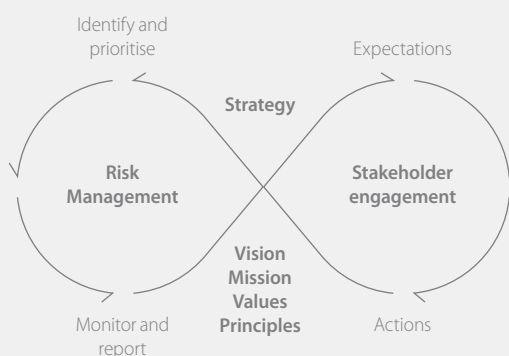 Identify and
prioritise
Expectations
Strategy
Risk
Management
Stakeholder
engagement
Vision
Mission
Values
Principles
Monitor and
report
Actions